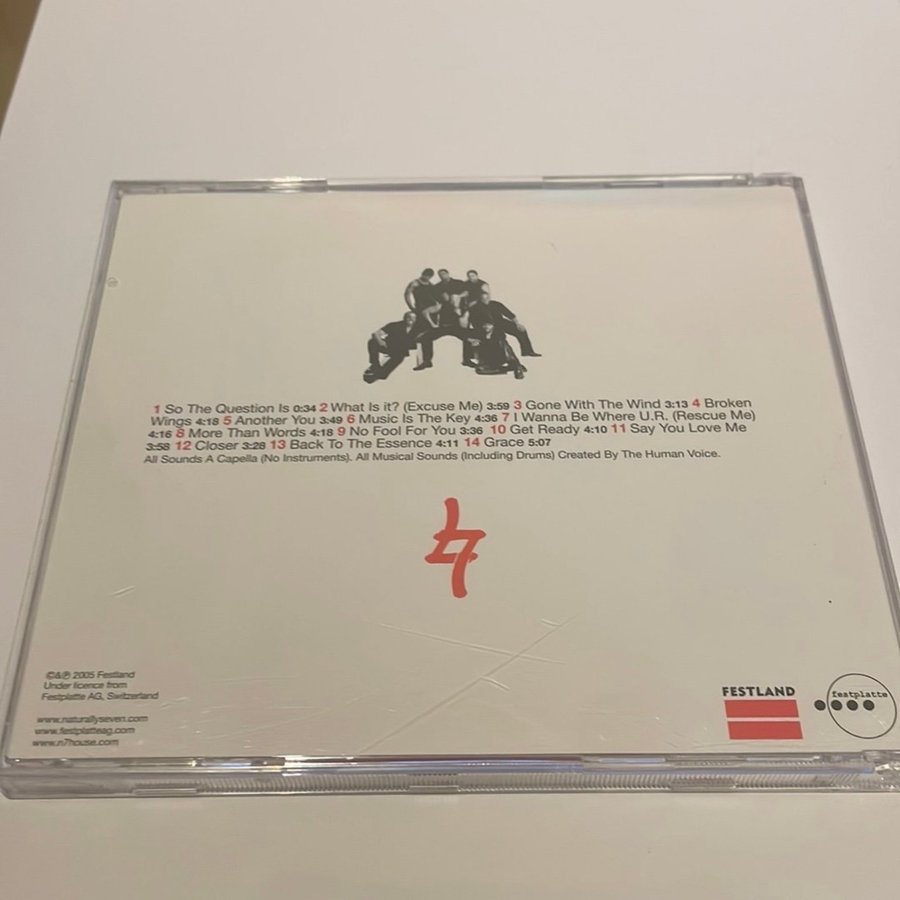 1 So The Question Is 0:34 2 What Is it? (Excuse Me) 3:59 3 Gone With The Wind 3:13 4 Broken
Wings 4:18 5 Another You 3:49 6 Music Is The Key 4:36 7 I Wanna Be Where U.R. (Rescue Me)
4:16 8 More Than Words 4:18 9 No Fool For You 3:36 10 Get Ready 4:10 11 Say You Love Me
3:58 12 Closer 3:28 13 Back To The Essence 4:11 14 Grace 5:07
All Sounds A Capella (No Instruments). All Musical Sounds (Including Drums) Created By The Human Voice.
©&℗ 2005 Festland
Under licence from
Festplatte AG, Switzerland
www.naturallyseven.com
www.festplatteag.com
www.n7house.com
FESTLAND
festplatte